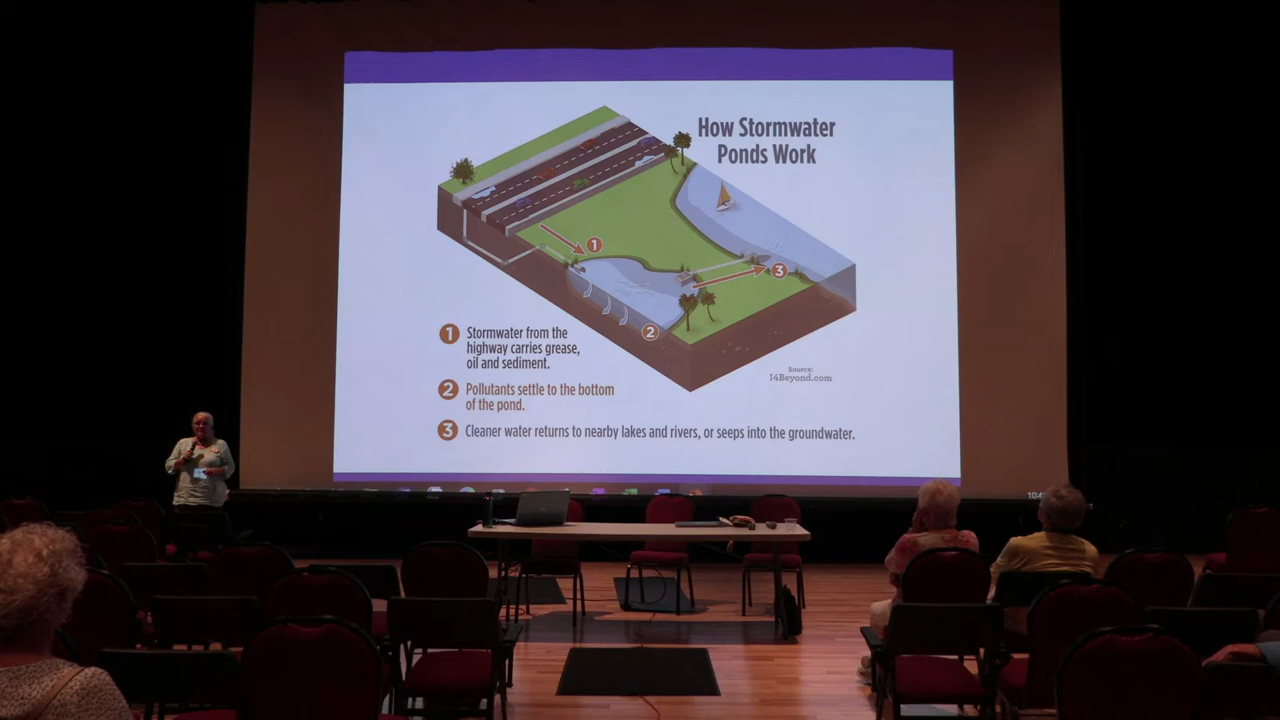 How Stormwater
Ponds Work
1
3
2
1 Stormwater from the
highway carries grease,
oil and sediment.
2 Pollutants settle to the bottom
of the pond.
3 Cleaner water returns to nearby lakes and rivers, or seeps into the groundwater.
Source:
I4Beyond.com